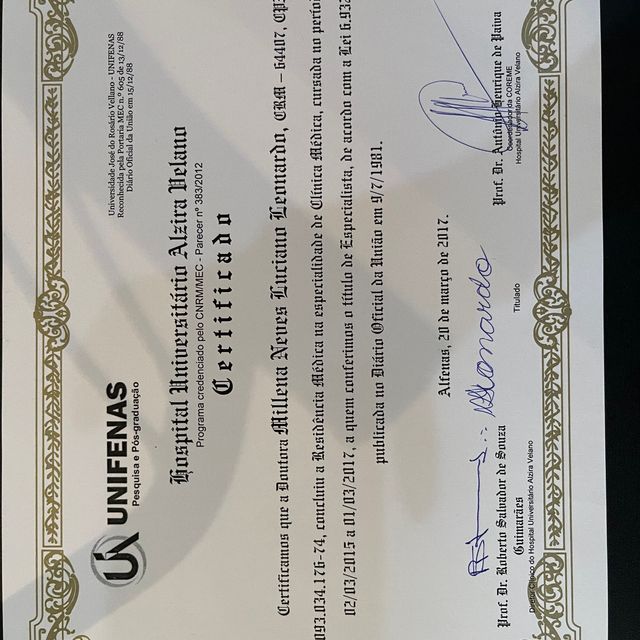 UNIFENAS
Pesquisa e Pós-graduação
Universidade José do Rosário Vellano - UNIFENAS
Reconhecida pela Portaria MEC n.º 605 de 13/12/88
Diário Oficial da União em 15/12/88
Hospital Universitário Alzira Velano
Programa credenciado pelo CNRM/MEC - Parecer nº 383/2012
Certificado
Certificamos que a Doutora Millena Neves Luciano Leonardo, CRM – 64407, CPF
093.034.176-74, concluiu a Residência Médica na especialidade de Clínica Médica, cursada no
02/03/2015 a 01/03/2017, a quem conferimos o título de Especialista, de acordo com a Lei 6.932
publicada no Diário Oficial da União em 9/7/1981.
Alfenas, 20 de março de 2017.
Leonardo
Prof. Dr. Roberto Salvador de Souza
Guimarães
Clínico do Hospital Universitário Alzira Velano
Titulado
Prof. Dr. Antônio Henrique de Paiva
Coordenador da COREME
Hospital Universitário Alzira Velano